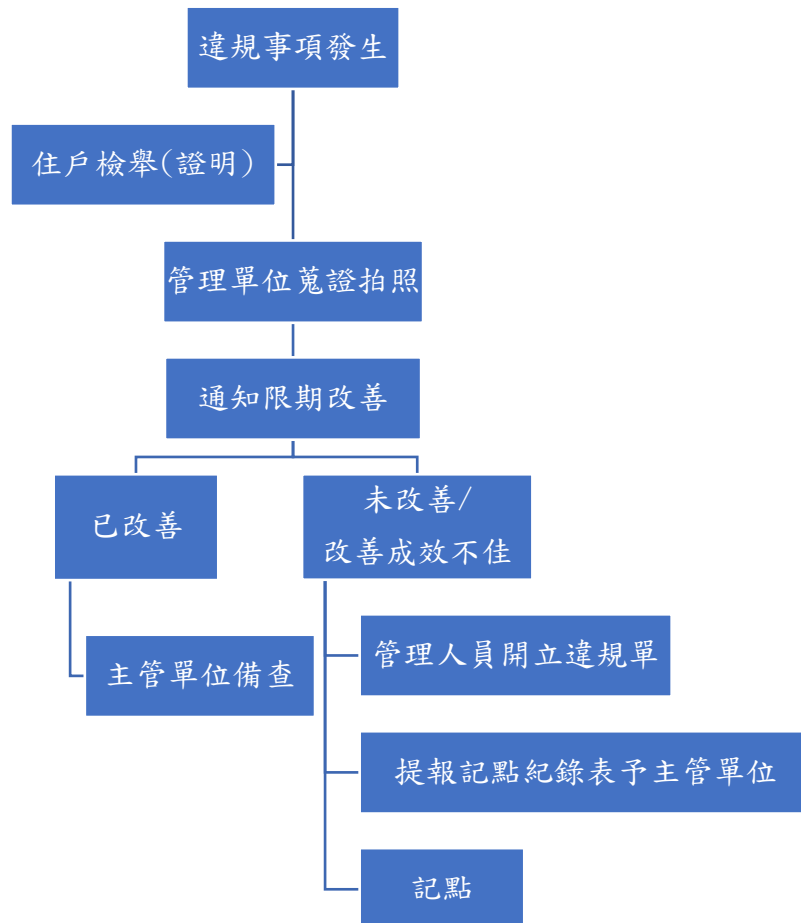 違規事項發生
住戶檢舉(證明)
管理單位蒐證拍照
通知限期改善
已改善
未改善/
改善成效不佳
主管單位備查
管理人員開立違規單
提報記點紀錄表予主管單位
記點